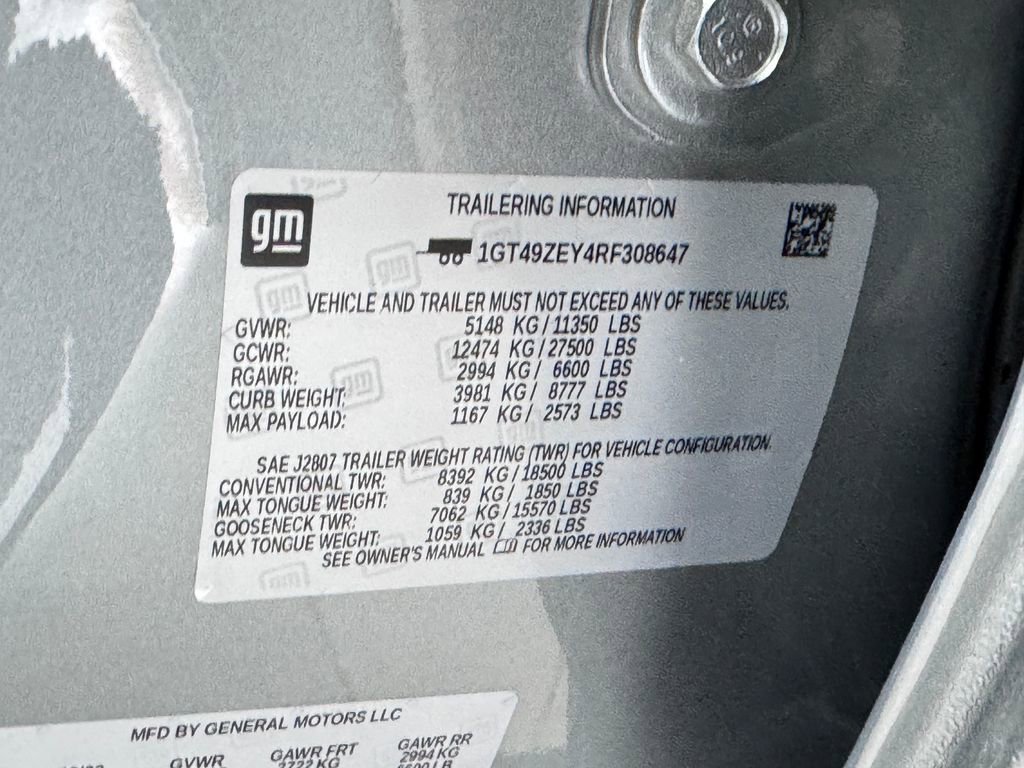 gm
TRAILERING INFORMATION
1GT49ZEY4RF308647
VEHICLE AND TRAILER MUST NOT EXCEED ANY OF THESE VALUES.
GVWR: 5148 KG / 11350 LBS
GCWR: 12474 KG / 27500 LBS
RGAWR: 2994 KG / 6600 LBS
CURB WEIGHT: 3981 KG / 8777 LBS
MAX PAYLOAD: 1167 KG / 2573 LBS
SAE J2807 TRAILER WEIGHT RATING (TWR) FOR VEHICLE CONFIGURATION.
CONVENTIONAL TWR: 8392 KG / 18500 LBS
MAX TONGUE WEIGHT: 839 KG / 1850 LBS
GOOSENECK TWR: 7062 KG / 15570 LBS
MAX TONGUE WEIGHT: 1059 KG / 2336 LBS
SEE OWNER'S MANUAL FOR MORE INFORMATION
MFD BY GENERAL MOTORS LLC
GVWR GAWR FRT GAWR RR
2722 KG 2994 KG